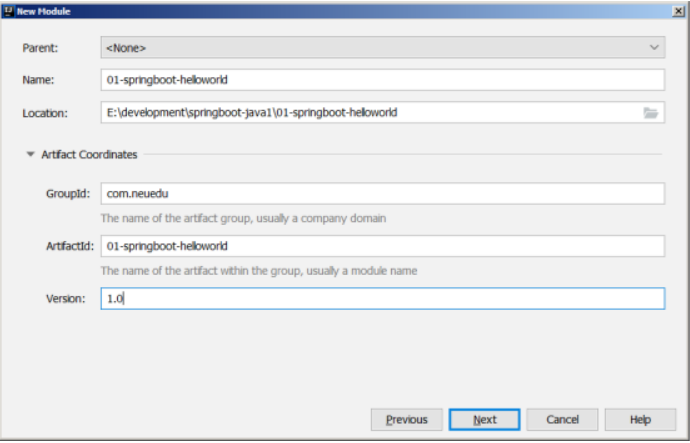 New Module
Parent: <None>
Name: 01-springboot-helloworld
Location: E:\development\springboot-java1\01-springboot-helloworld
Artifact Coordinates
GroupId: com.neuedu
The name of the artifact group, usually a company domain
ArtifactId: 01-springboot-helloworld
The name of the artifact within the group, usually a module name
Version: 1.0
Previous Next Cancel Help